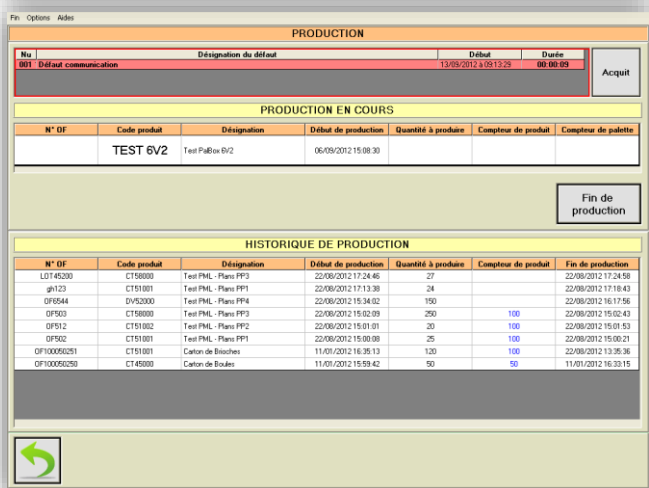 Fin Options Aides
PRODUCTION
Nu Désignation du défaut Début Durée
001 Défaut communication 13/09/2012 à 09:13:29 00:00:09
Acquit
PRODUCTION EN COURS
N° OF Code produit Désignation Début de production Quantité à produire Compteur de produit Compteur de palette
TEST 6V2 Test PalBox 6V2 06/09/2012 15:08:30
Fin de
production
HISTORIQUE DE PRODUCTION
N° OF Code produit Désignation Début de production Quantité à produire Compteur de produit Fin de production
LOT45200 CT58000 Test PML - Plans PP3 22/08/2012 17:24:46 27 22/08/2012 17:24:58
gh123 CT51001 Test PML - Plans PP1 22/08/2012 17:13:38 24 22/08/2012 17:18:43
OF6544 DV52000 Test PML - Plans PP4 22/08/2012 15:34:02 150 22/08/2012 16:17:56
OF503 CT58000 Test PML - Plans PP3 22/08/2012 15:02:09 250 100 22/08/2012 15:02:43
OF512 CT51002 Test PML - Plans PP2 22/08/2012 15:01:01 20 100 22/08/2012 15:01:53
OF502 CT51001 Test PML - Plans PP1 22/08/2012 15:00:08 25 100 22/08/2012 15:00:21
OF100050251 CT51001 Carton de Brioches 11/01/2012 16:35:13 120 100 22/08/2012 13:35:36
OF100050250 CT45000 Carton de Boules 11/01/2012 15:59:42 50 50 11/01/2012 16:33:15